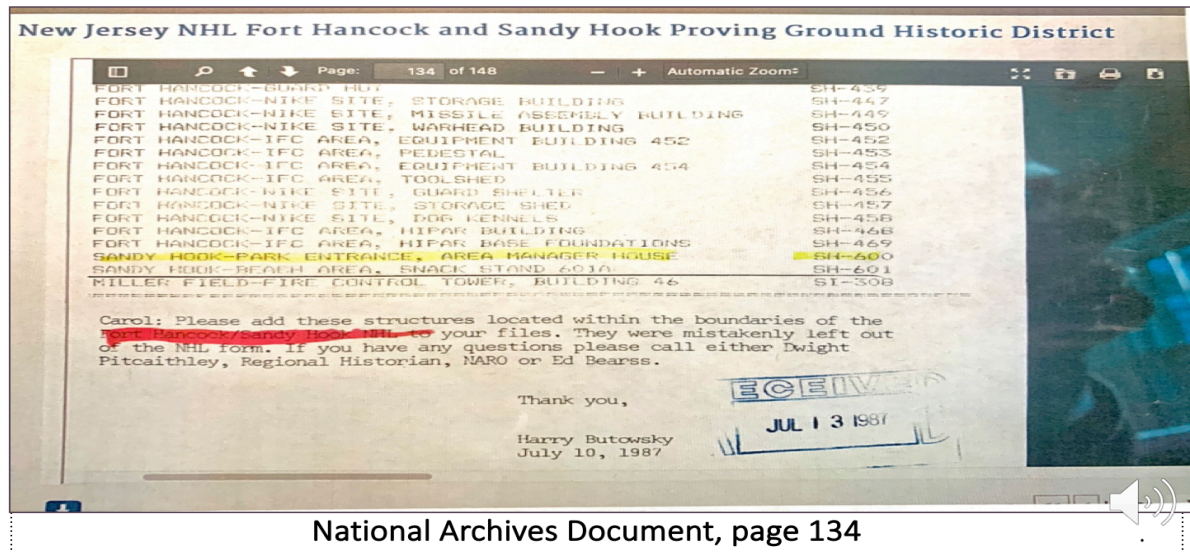 New Jersey NHL Fort Hancock and Sandy Hook Proving Ground Historic District
Page: 134 of 148 — + Automatic Zoom
FORT HANCOCK-GUARD HUT SH-439
FORT HANCOCK-NIKE SITE, STORAGE BUILDING SH-447
FORT HANCOCK-NIKE SITE, MISSILE ASSEMBLY BUILDING SH-449
FORT HANCOCK-NIKE SITE, WARHEAD BUILDING SH-450
FORT HANCOCK-IFC AREA, EQUIPMENT BUILDING 452 SH-452
FORT HANCOCK-IFC AREA, PEDESTAL SH-453
FORT HANCOCK-IFC AREA, EQUIPMENT BUILDING 454 SH-454
FORT HANCOCK-IFC AREA, TOOLSHED SH-455
FORT HANCOCK-NIKE SITE, GUARD SHELTER SH-456
FORT HANCOCK-NIKE SITE, STORAGE SHED SH-457
FORT HANCOCK-NIKE SITE, DOG KENNELS SH-458
FORT HANCOCK-IFC AREA, HIPAR BUILDING SH-468
FORT HANCOCK-IFC AREA, HIPAR BASE FOUNDATIONS SH-469
SANDY HOOK-PARK ENTRANCE, AREA MANAGER HOUSE SH-600
SANDY HOOK-BEACH AREA, SNACK STAND 601A SH-601
MILLER FIELD-FIRE CONTROL TOWER, BUILDING 46 SI-308
Carol: Please add these structures located within the boundaries of the
Fort Hancock/Sandy Hook NHL to your files. They were mistakenly left out
of the NHL form. If you have any questions please call either Dwight
Pitcaithley, Regional Historian, NARO or Ed Bearss.
Thank you,
ECEIVE
JUL 13 1987
Harry Butowsky
July 10, 1987
National Archives Document, page 134